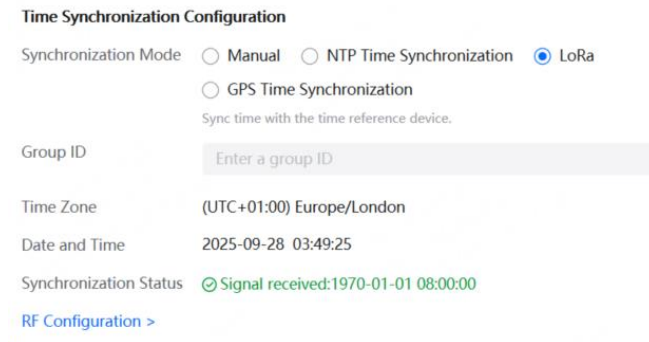 Time Synchronization Configuration
Synchronization Mode Manual NTP Time Synchronization LoRa
GPS Time Synchronization
Sync time with the time reference device.
Group ID Enter a group ID
Time Zone (UTC+01:00) Europe/London
Date and Time 2025-09-28 03:49:25
Synchronization Status Signal received:1970-01-01 08:00:00
RF Configuration >